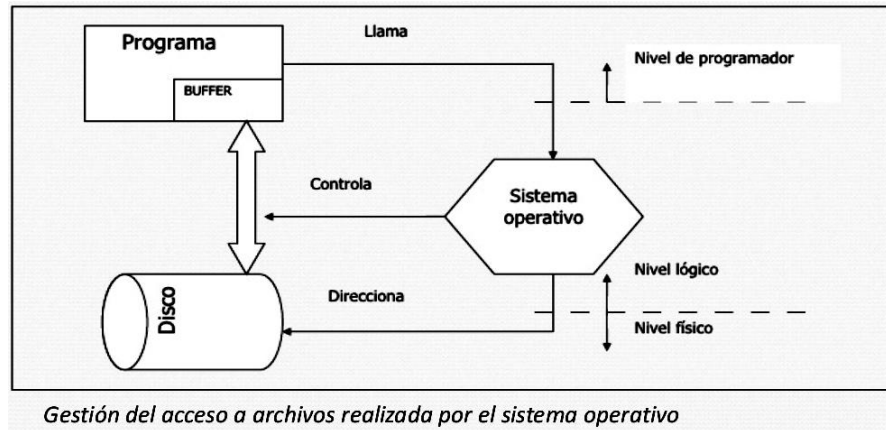 Programa
BUFFER
Llama
Nivel de programador
Controla
Sistema
operativo
Nivel lógico
Direcciona
Nivel físico
Disco
Gestión del acceso a archivos realizada por el sistema operativo